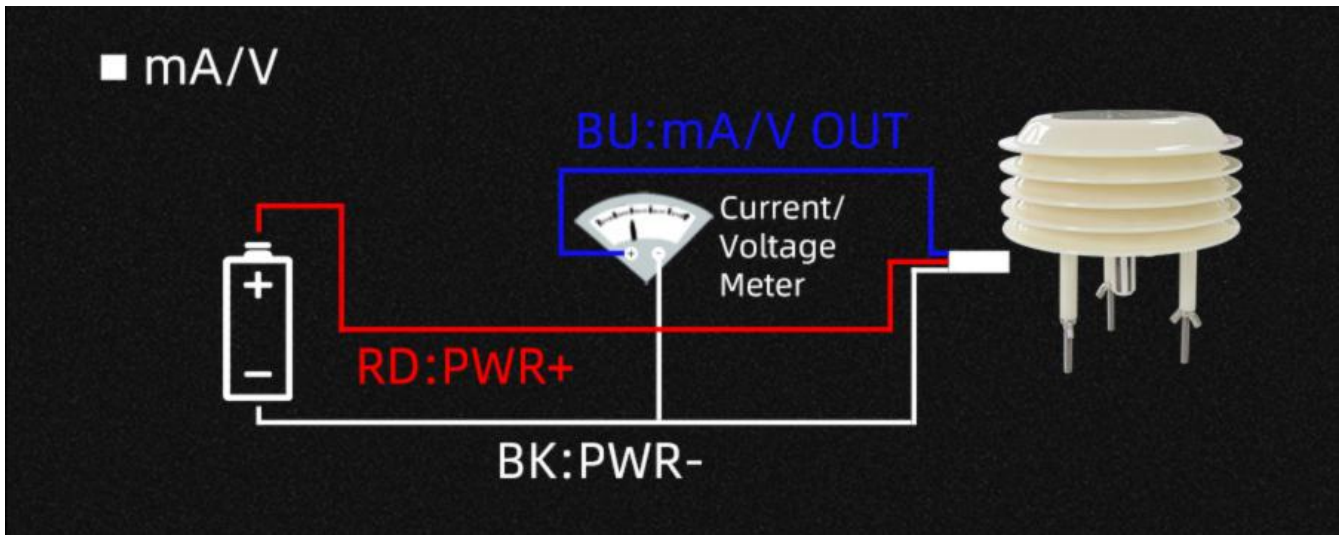 ■ mA/V
BU:mA/V OUT
Current/
Voltage
Meter
+ -
+
-
RD:PWR+
BK:PWR-